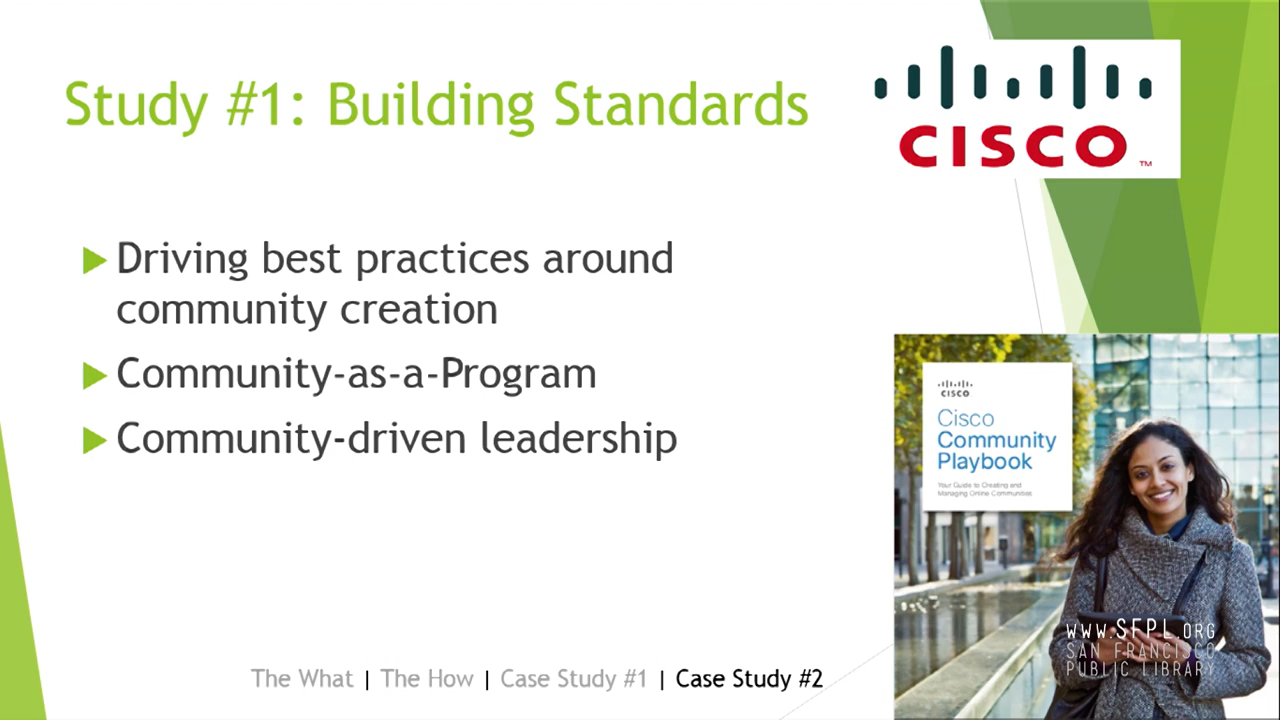 Study #1: Building Standards
CISCO™
Driving best practices around
community creation
Community-as-a-Program
Community-driven leadership
CISCO
Cisco
Community
Playbook
Your Guide to Creating and
Managing Online Communities
WWW.SFPL.ORG
SAN FRANCISCO
PUBLIC LIBRARY
The What | The How | Case Study #1 | Case Study #2